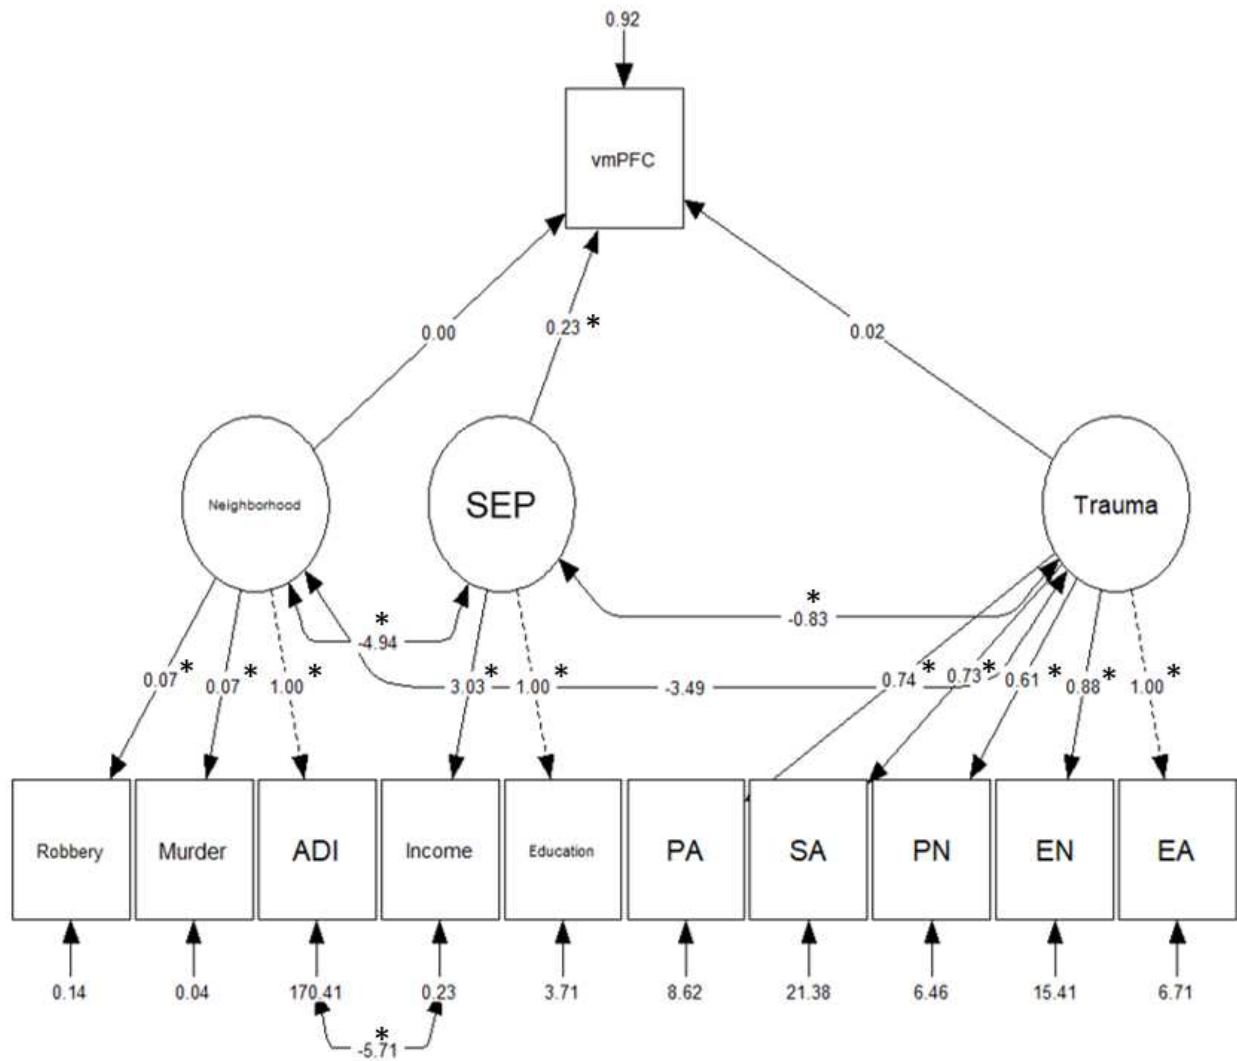 0.92
vmPFC
0.00
0.23 *
0.02
Neighborhood
SEP
Trauma
*
-4.94
*
-0.83
0.07 *
0.07 *
1.00 *
3.03 *
1.00 *
-3.49
0.74 *
0.73 *
0.61 *
0.88 *
1.00 *
Robbery
Murder
ADI
Income
Education
PA
SA
PN
EN
EA
0.14
0.04
170.41
0.23
3.71
8.62
21.38
6.46
15.41
6.71
*
-5.71